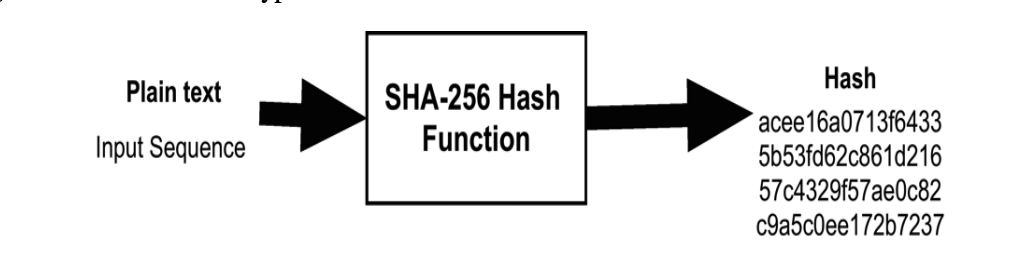 Plain text
Input Sequence
SHA-256 Hash
Function
Hash
acee16a0713f6433
5b53fd62c861d216
57c4329f57ae0c82
c9a5c0ee172b7237